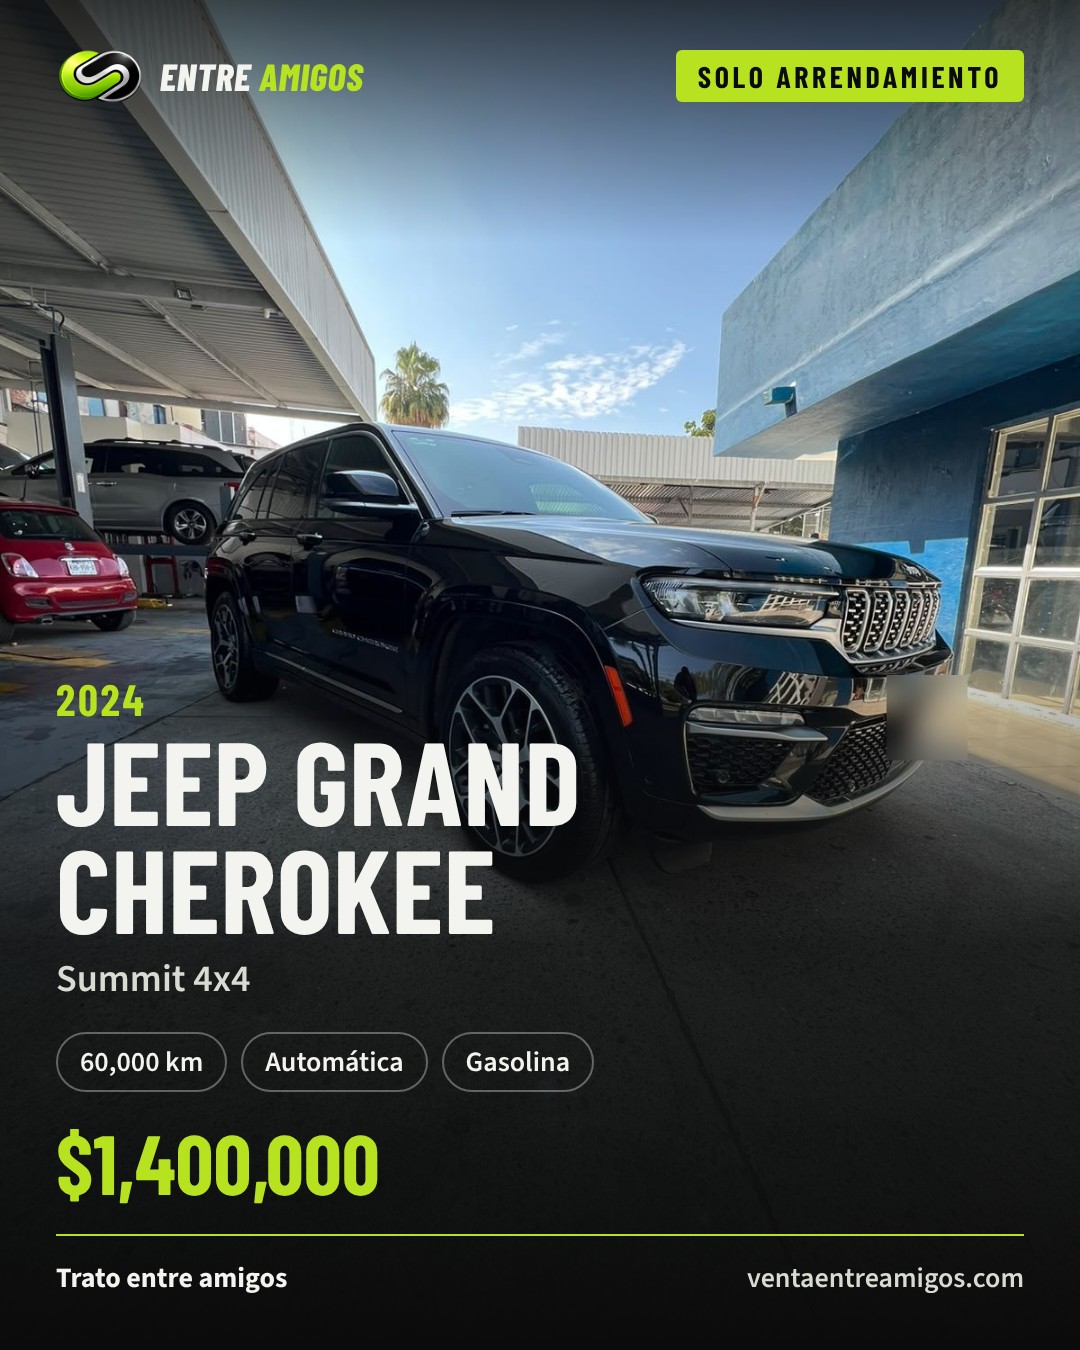 ENTRE AMIGOS
SOLO ARRENDAMIENTO
2024
JEEP GRAND
CHEROKEE
Summit 4x4
60,000 km
Automática
Gasolina
$1,400,000
Trato entre amigos
ventaentreamigos.com